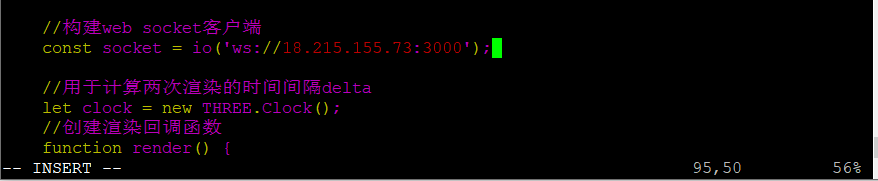 //构建web socket客户端
const socket = io('ws://18.215.155.73:3000');
//用于计算两次渲染的时间间隔delta
let clock = new THREE.Clock();
//创建渲染回调函数
function render() {
-- INSERT -- 95,50 56%